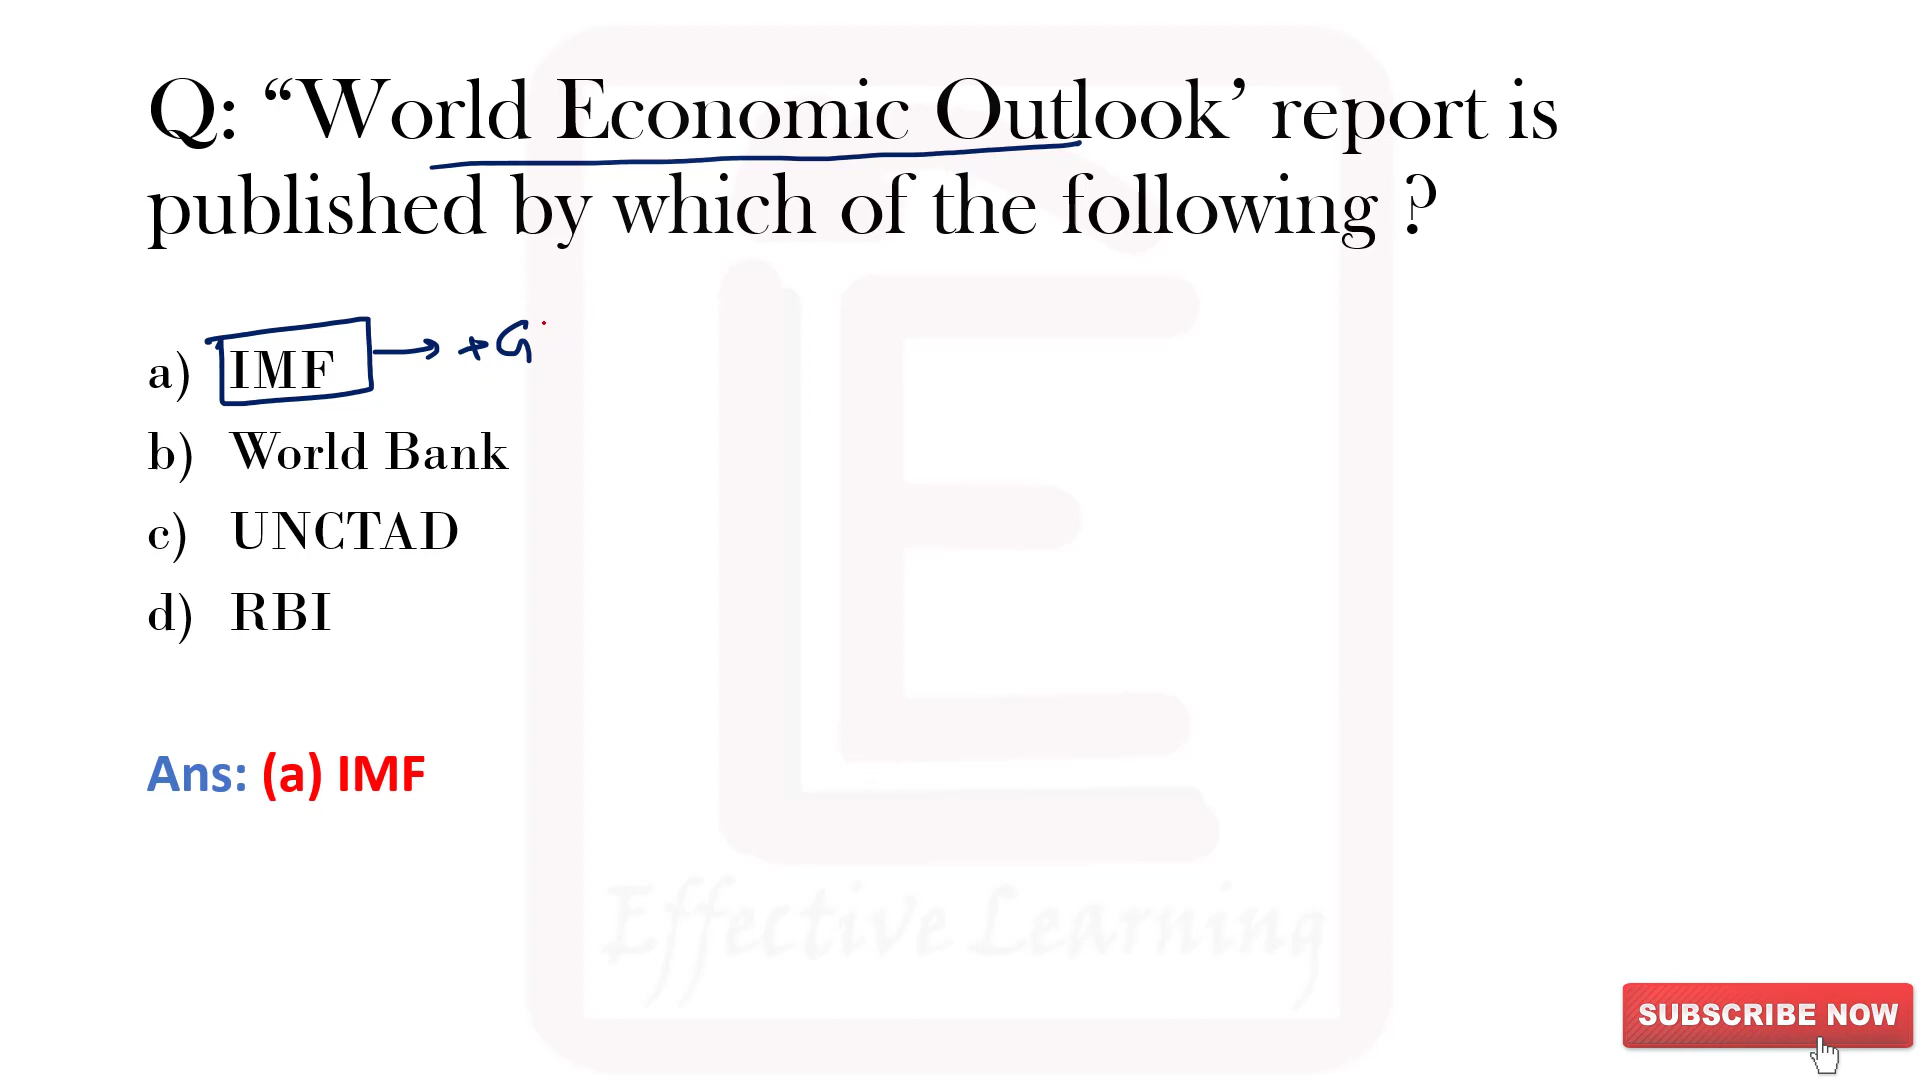 Q: “World Economic Outlook’ report is
published by which of the following ?
a) IMF → +G
b) World Bank
c) UNCTAD
d) RBI
Ans: (a) IMF
Effective Learning
SUBSCRIBE NOW